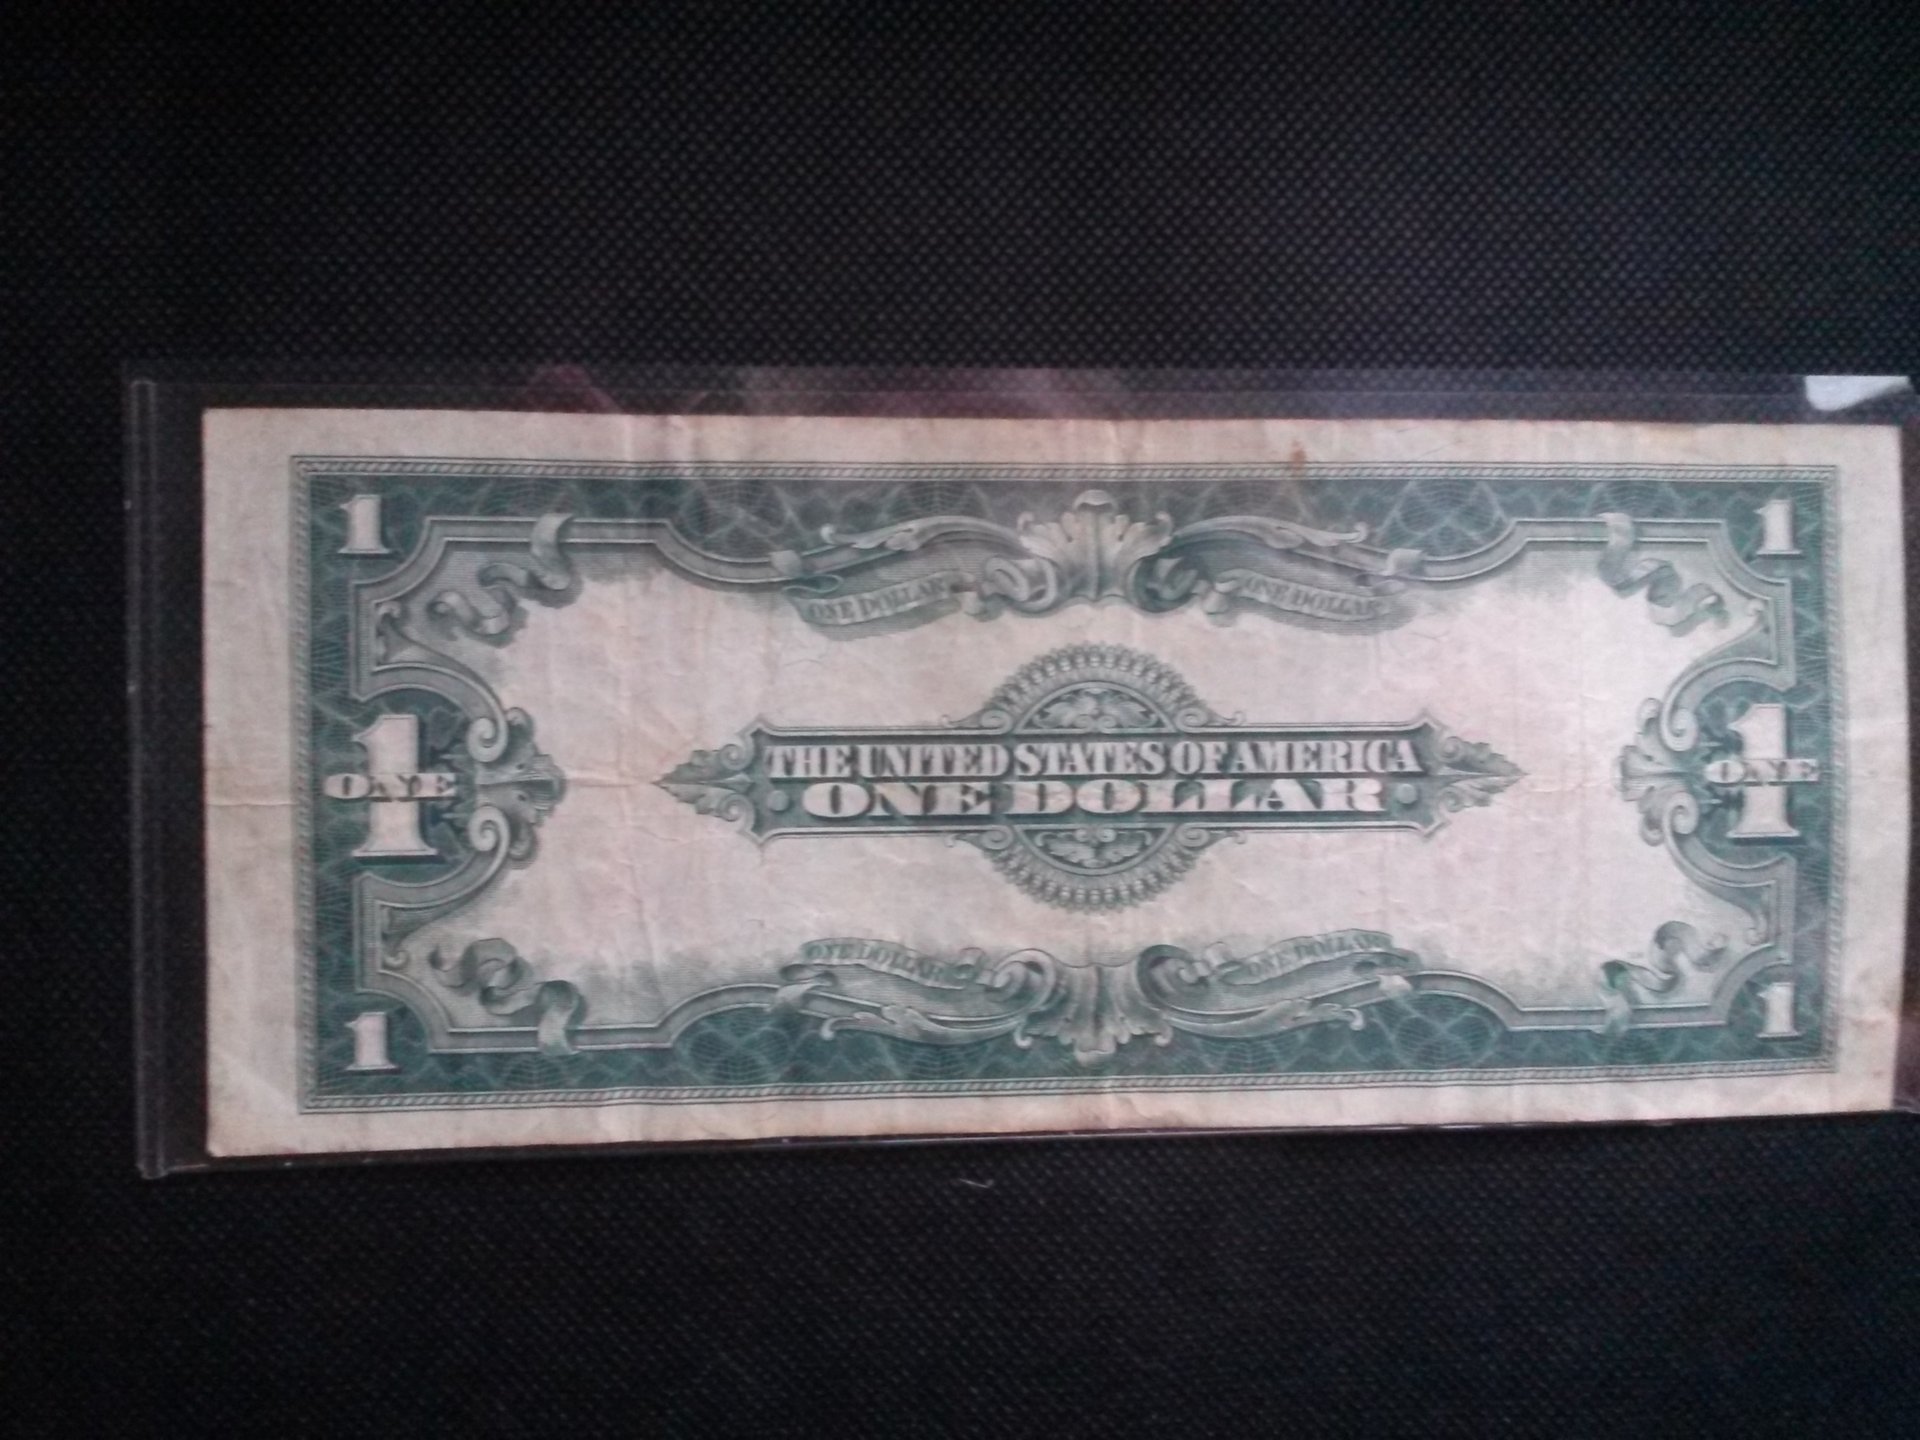 1 1
ONE DOLLAR ONE DOLLAR
THE UNITED STATES OF AMERICA
1 ONE ONE DOLLAR 1 ONE
ONE DOLLAR ONE DOLLAR
1 1